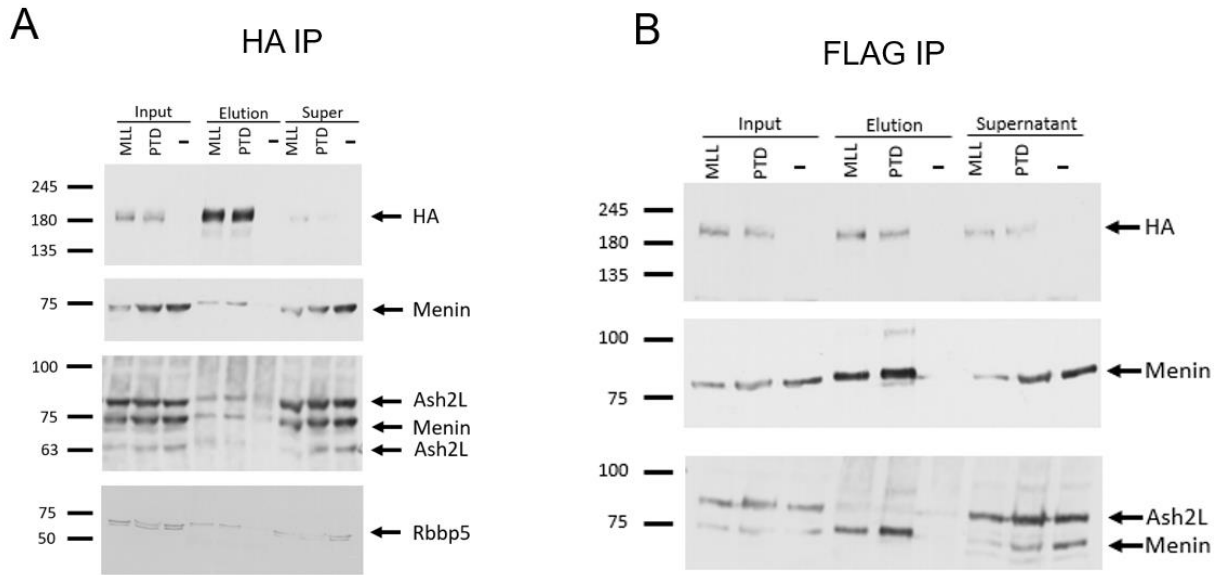 A
HA IP
Input Elution Super
MLL PTD – MLL PTD – MLL PTD –
245
180
135
HA
75
Menin
100
75
63
Ash2L
Menin
Ash2L
75
50
Rbbp5
B
FLAG IP
Input Elution Supernatant
MLL PTD – MLL PTD – MLL PTD –
245
180
135
HA
100
75
Menin
100
75
Ash2L
Menin